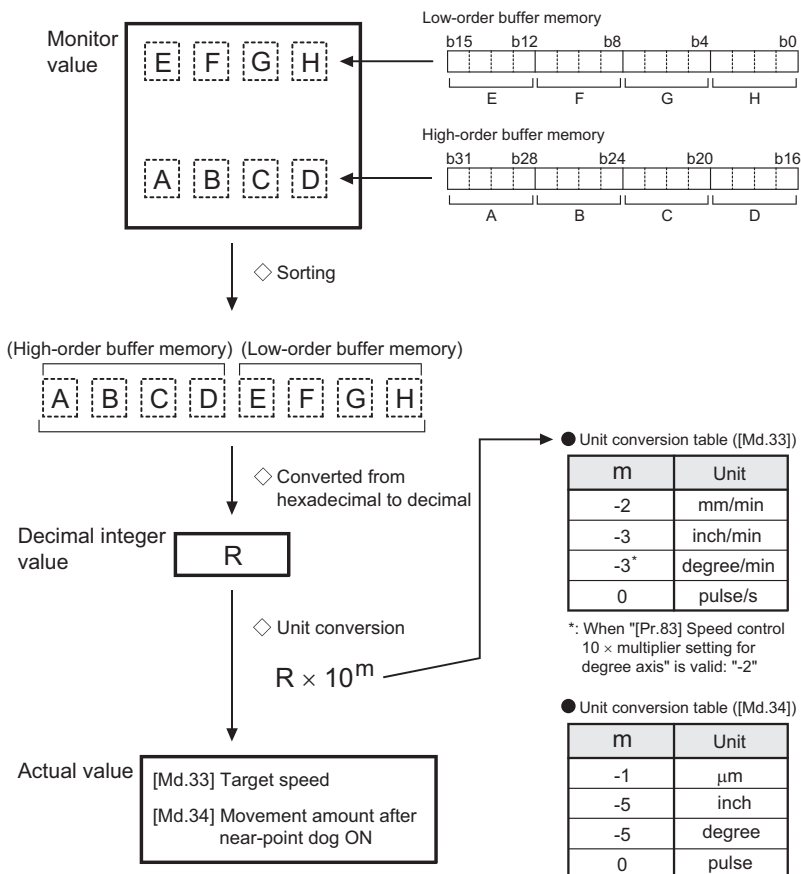 Monitor value
E F G H
A B C D
Low-order buffer memory
b15 b12 b8 b4 b0
E F G H
High-order buffer memory
b31 b28 b24 b20 b16
A B C D
◇ Sorting
(High-order buffer memory) (Low-order buffer memory)
A B C D E F G H
◇ Converted from
hexadecimal to decimal
Decimal integer
value
R
◇ Unit conversion
R × 10^m
Actual value
[Md.33] Target speed
[Md.34] Movement amount after
near-point dog ON
● Unit conversion table ([Md.33])
m Unit
-2 mm/min
-3 inch/min
-3* degree/min
0 pulse/s
*: When "[Pr.83] Speed control
10 × multiplier setting for
degree axis" is valid: "-2"
● Unit conversion table ([Md.34])
m Unit
-1 μm
-5 inch
-5 degree
0 pulse